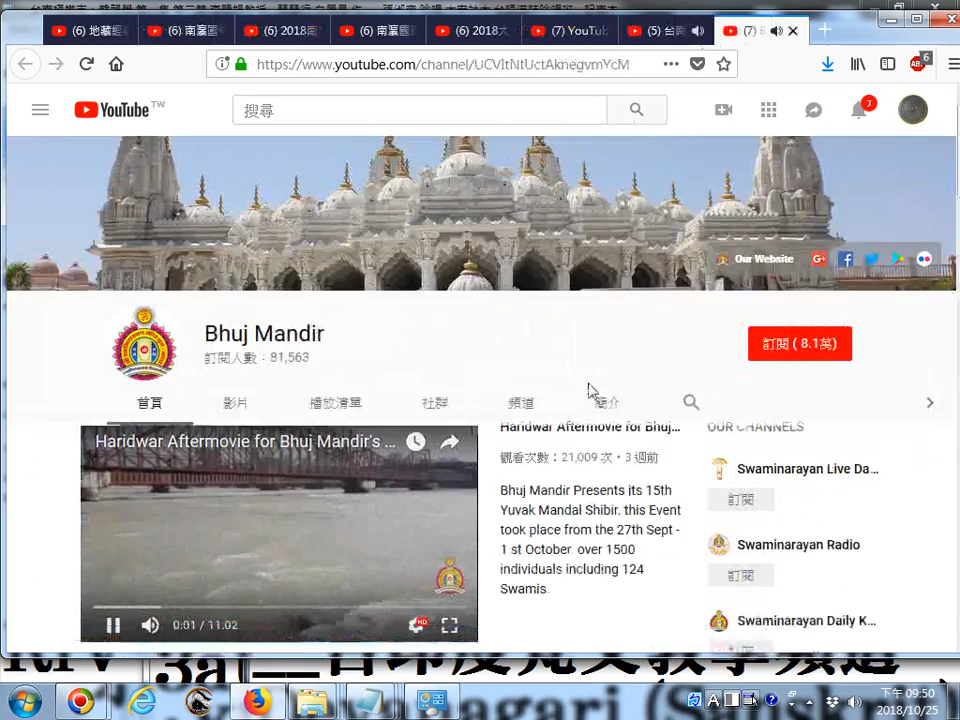 (6) 地藏經
(6) 南瀛國
(6) 2018南
(6) 南瀛國
(6) 2018大
(7) YouTu
(5) 台南
(7)
https://www.youtube.com/channel/UCVltNtUctAknegvmYcM
6
YouTube TW
搜尋
7
Our Website
Bhuj Mandir
訂閱人數：81,563
訂閱 ( 8.1萬)
首頁 影片 播放清單 社群 頻道 簡介
Haridwar Aftermovie for Bhuj Mandir's ...
0:01 / 11:02
HD
Haridwar Aftermovie for Bhuj...
觀看次數：21,009 次 • 3 週前
Bhuj Mandir Presents its 15th
Yuvak Mandal Shibir. this Event
took place from the 27th Sept -
1 st October. over 1500
individuals including 124
Swamis.
OUR CHANNELS
Swaminarayan Live Da...
訂閱
Swaminarayan Radio
訂閱
Swaminarayan Daily K...
下午 09:50
2018/10/25